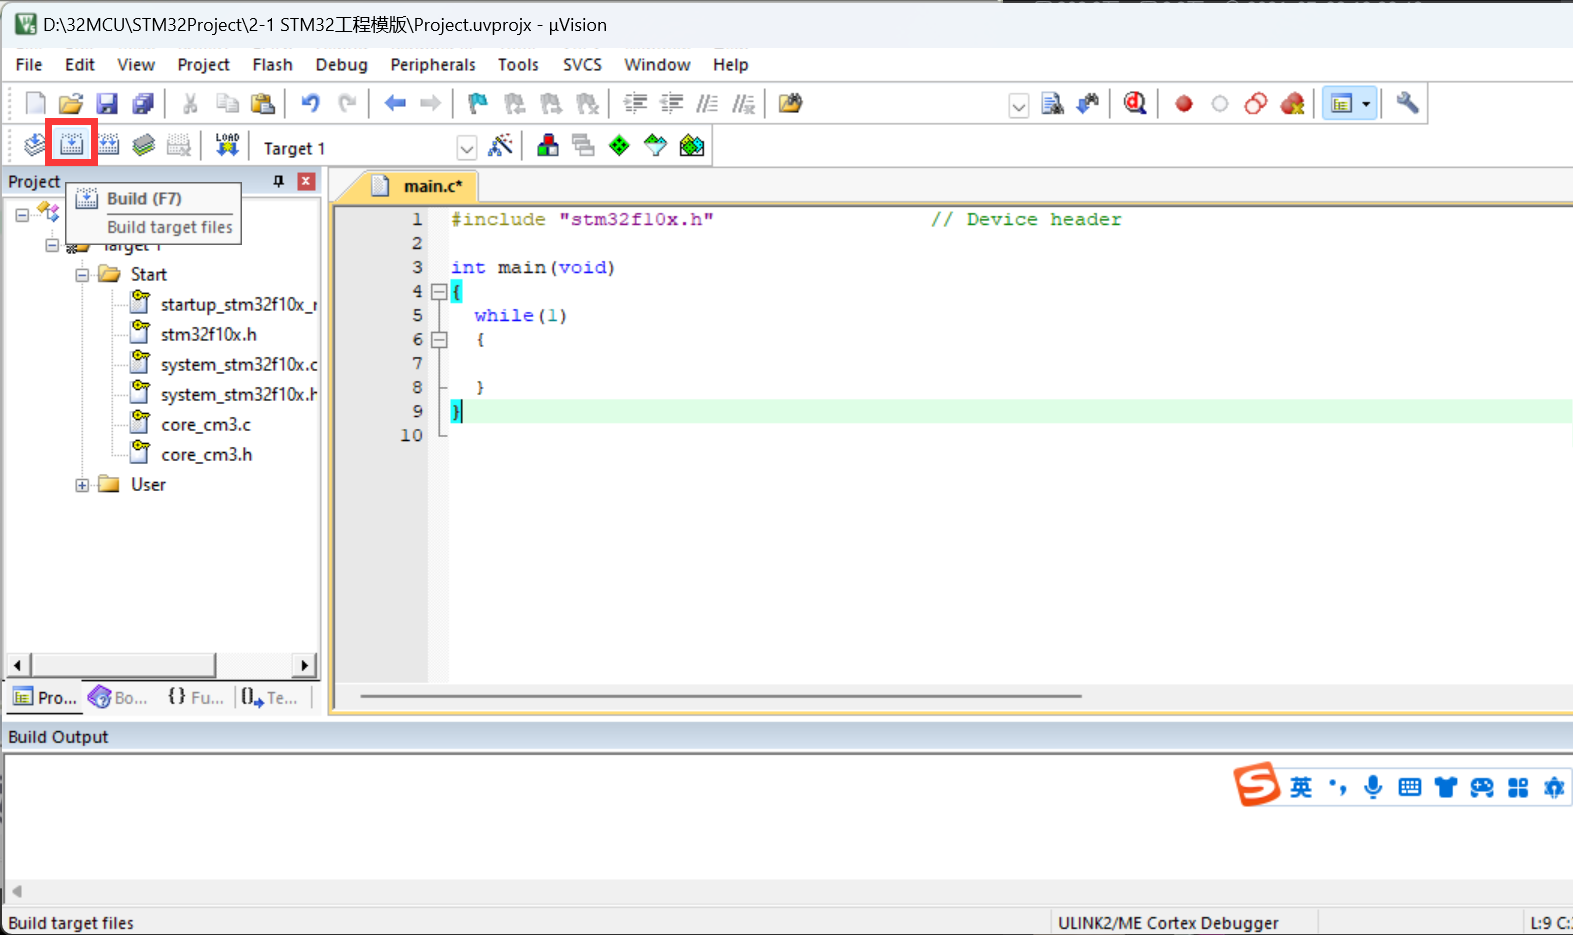 D:\32MCU\STM32Project\2-1 STM32工程模版\Project.uvprojx - µVision
File Edit View Project Flash Debug Peripherals Tools SVCS Window Help
LOAD
Target 1
Project
Build (F7)
Build target files
Target 1
Start
startup_stm32f10x_
stm32f10x.h
system_stm32f10x.c
system_stm32f10x.h
core_cm3.c
core_cm3.h
User
main.c*
1 #include "stm32f10x.h" // Device header
2
3 int main(void)
4 {
5 while(1)
6 {
7
8 }
9 }
10
Pro... Bo... {} Fu... Te...
Build Output
S 英
Build target files
ULINK2/ME Cortex Debugger
L:9 C: